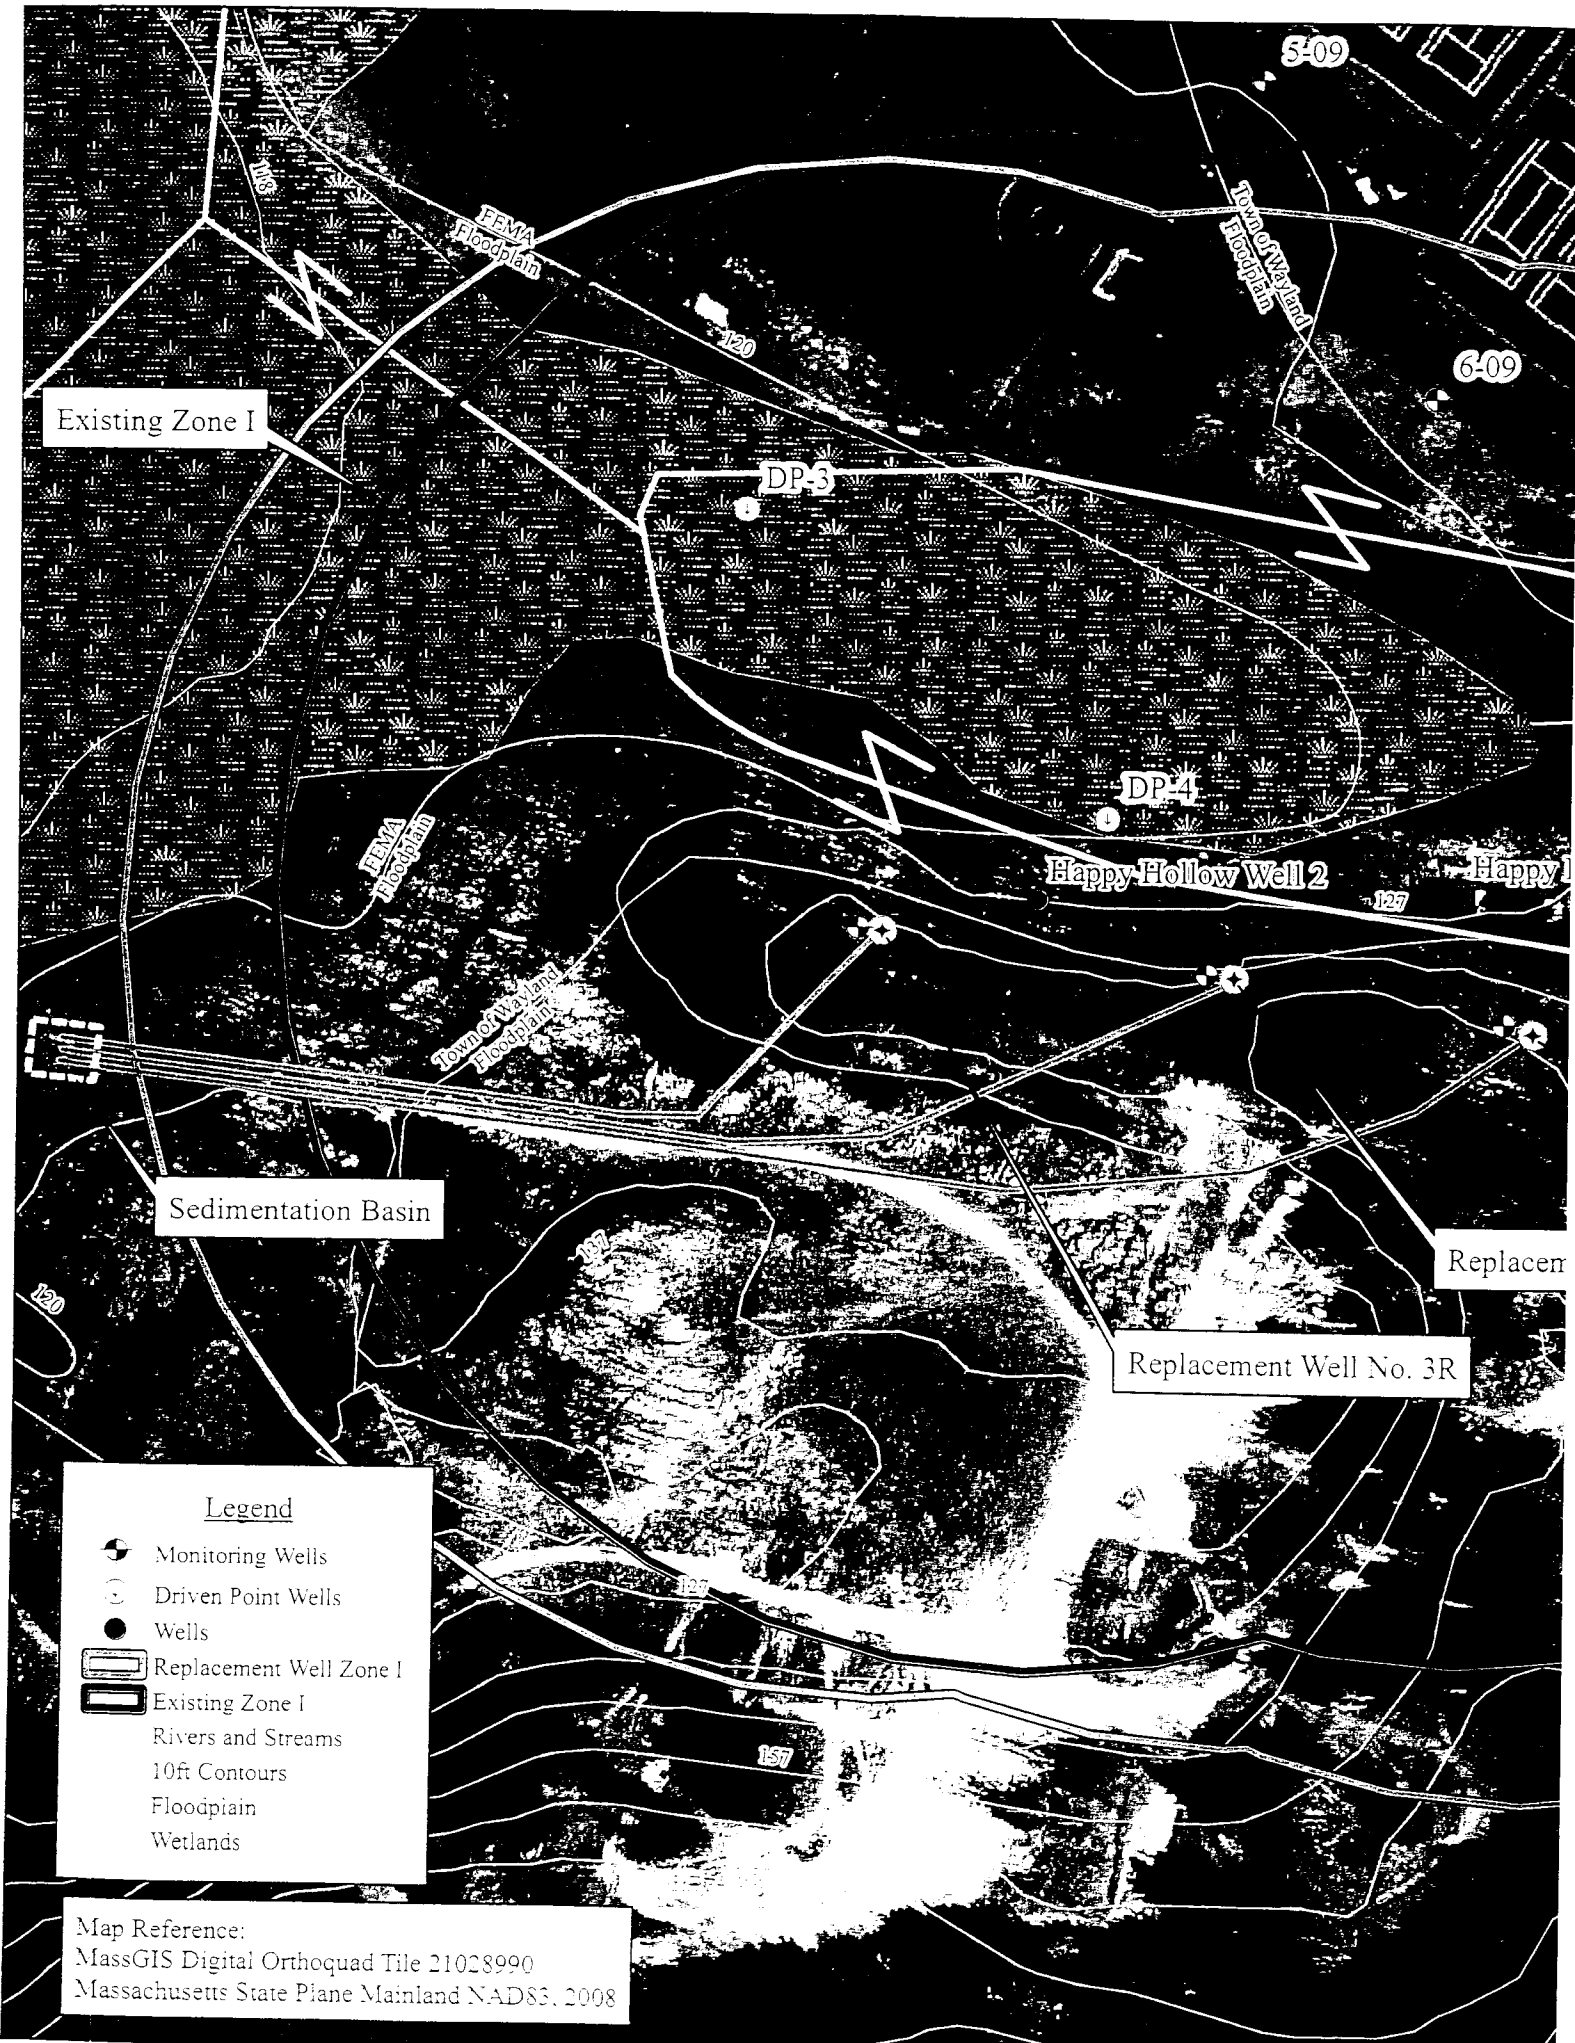 5-09
118
FEMA
Floodplain
Town of Wayland
Floodplain
120
6-09
Existing Zone I
DP-3
DP-4
FEMA
Floodplain
Happy Hollow Well 2
Happy
127
Town of Wayland
Floodplain
Sedimentation Basin
137
Replacem
120
Replacement Well No. 3R
Legend
Monitoring Wells
Driven Point Wells
Wells
Replacement Well Zone I
Existing Zone I
Rivers and Streams
10ft Contours
Floodplain
Wetlands
127
157
Map Reference:
MassGIS Digital Orthoquad Tile 21028990
Massachusetts State Plane Mainland NAD83, 2008